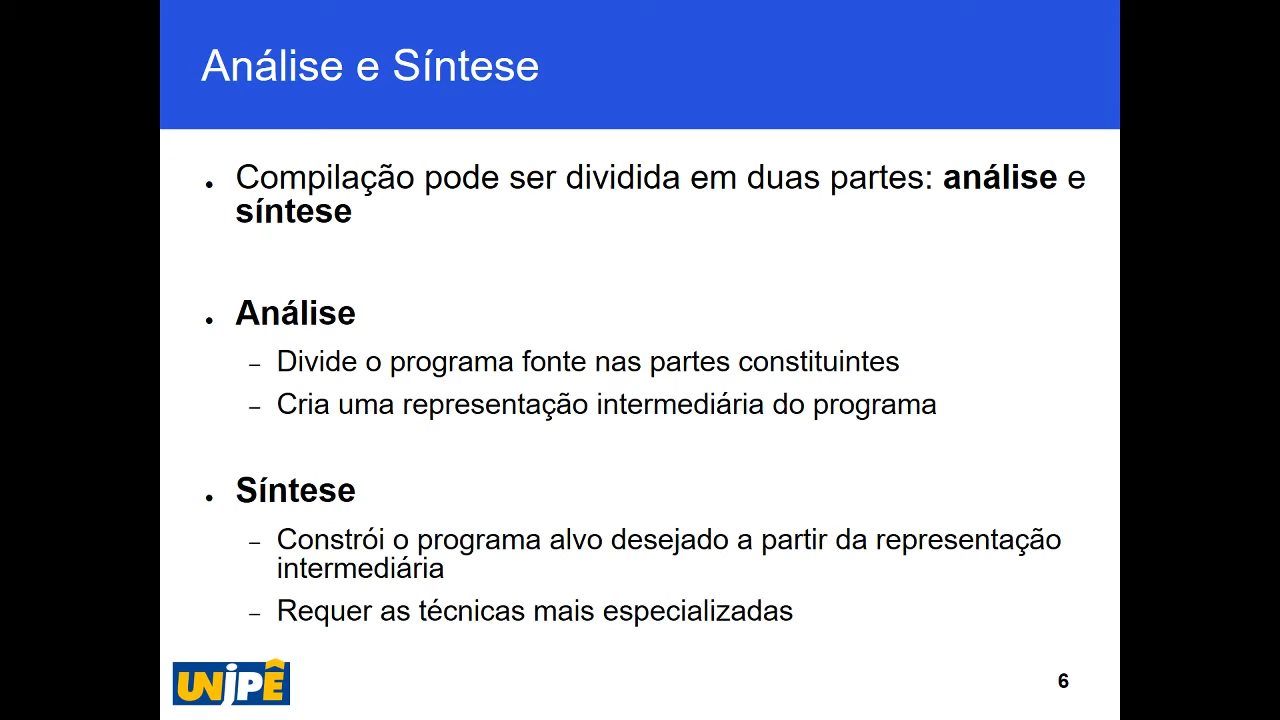 Análise e Síntese
● Compilação pode ser dividida em duas partes: análise e
síntese
● Análise
– Divide o programa fonte nas partes constituintes
– Cria uma representação intermediária do programa
● Síntese
– Constrói o programa alvo desejado a partir da representação
intermediária
– Requer as técnicas mais especializadas
UNIPÊ
6